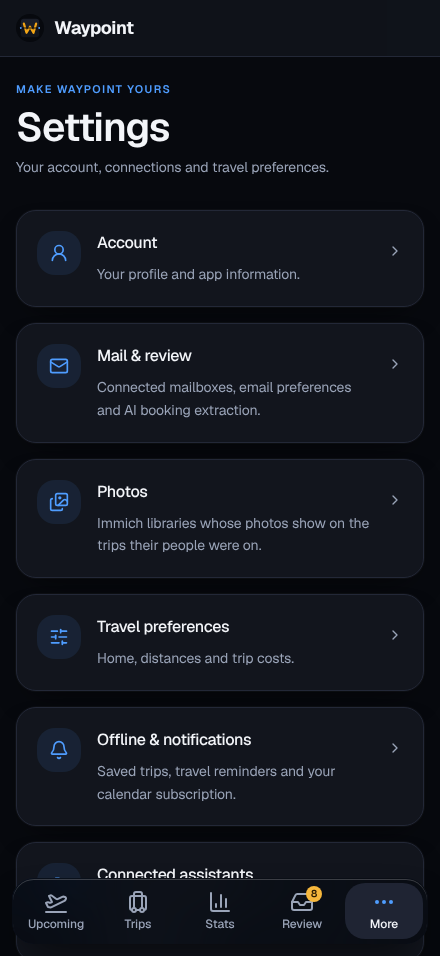 Waypoint
MAKE WAYPOINT YOURS
Settings
Your account, connections and travel preferences.
Account
Your profile and app information.
Mail & review
Connected mailboxes, email preferences
and AI booking extraction.
Photos
Immich libraries whose photos show on the
trips their people were on.
Travel preferences
Home, distances and trip costs.
Offline & notifications
Saved trips, travel reminders and your
calendar subscription.
Connected assistants
8
Upcoming
Trips
Stats
Review
More